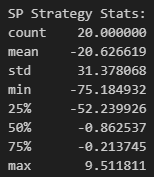 SP Strategy Stats:
count    20.000000
mean    -20.626619
std      31.378068
min     -75.184932
25%     -52.239926
50%      -0.862537
75%      -0.213745
max       9.511811